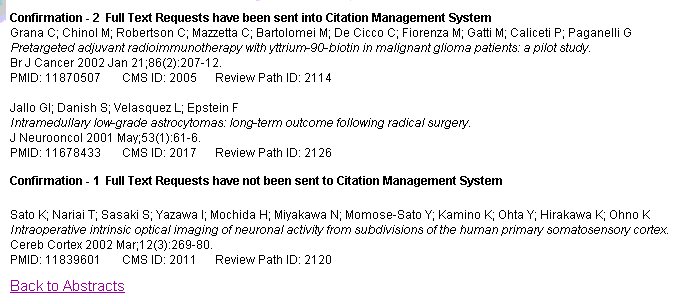 Confirmation - 2 Full Text Requests have been sent into Citation Management System
Grana C; Chinol M; Robertson C; Mazzetta C; Bartolomei M; De Cicco C; Fiorenza M; Gatti M; Caliceti P; Paganelli G
Pretargeted adjuvant radioimmunotherapy with yttrium-90-biotin in malignant glioma patients: a pilot study.
Br J Cancer 2002 Jan 21;86(2):207-12.
PMID: 11870507 CMS ID: 2005 Review Path ID: 2114
Jallo GI; Danish S; Velasquez L; Epstein F
Intramedullary low-grade astrocytomas: long-term outcome following radical surgery.
J Neurooncol 2001 May;53(1):61-6.
PMID: 11678433 CMS ID: 2017 Review Path ID: 2126
Confirmation - 1 Full Text Requests have not been sent to Citation Management System
Sato K; Nariai T; Sasaki S; Yazawa I; Mochida H; Miyakawa N; Momose-Sato Y; Kamino K; Ohta Y; Hirakawa K; Ohno K
Intraoperative intrinsic optical imaging of neuronal activity from subdivisions of the human primary somatosensory cortex.
Cereb Cortex 2002 Mar;12(3):269-80.
PMID: 11839601 CMS ID: 2011 Review Path ID: 2120
Back to Abstracts